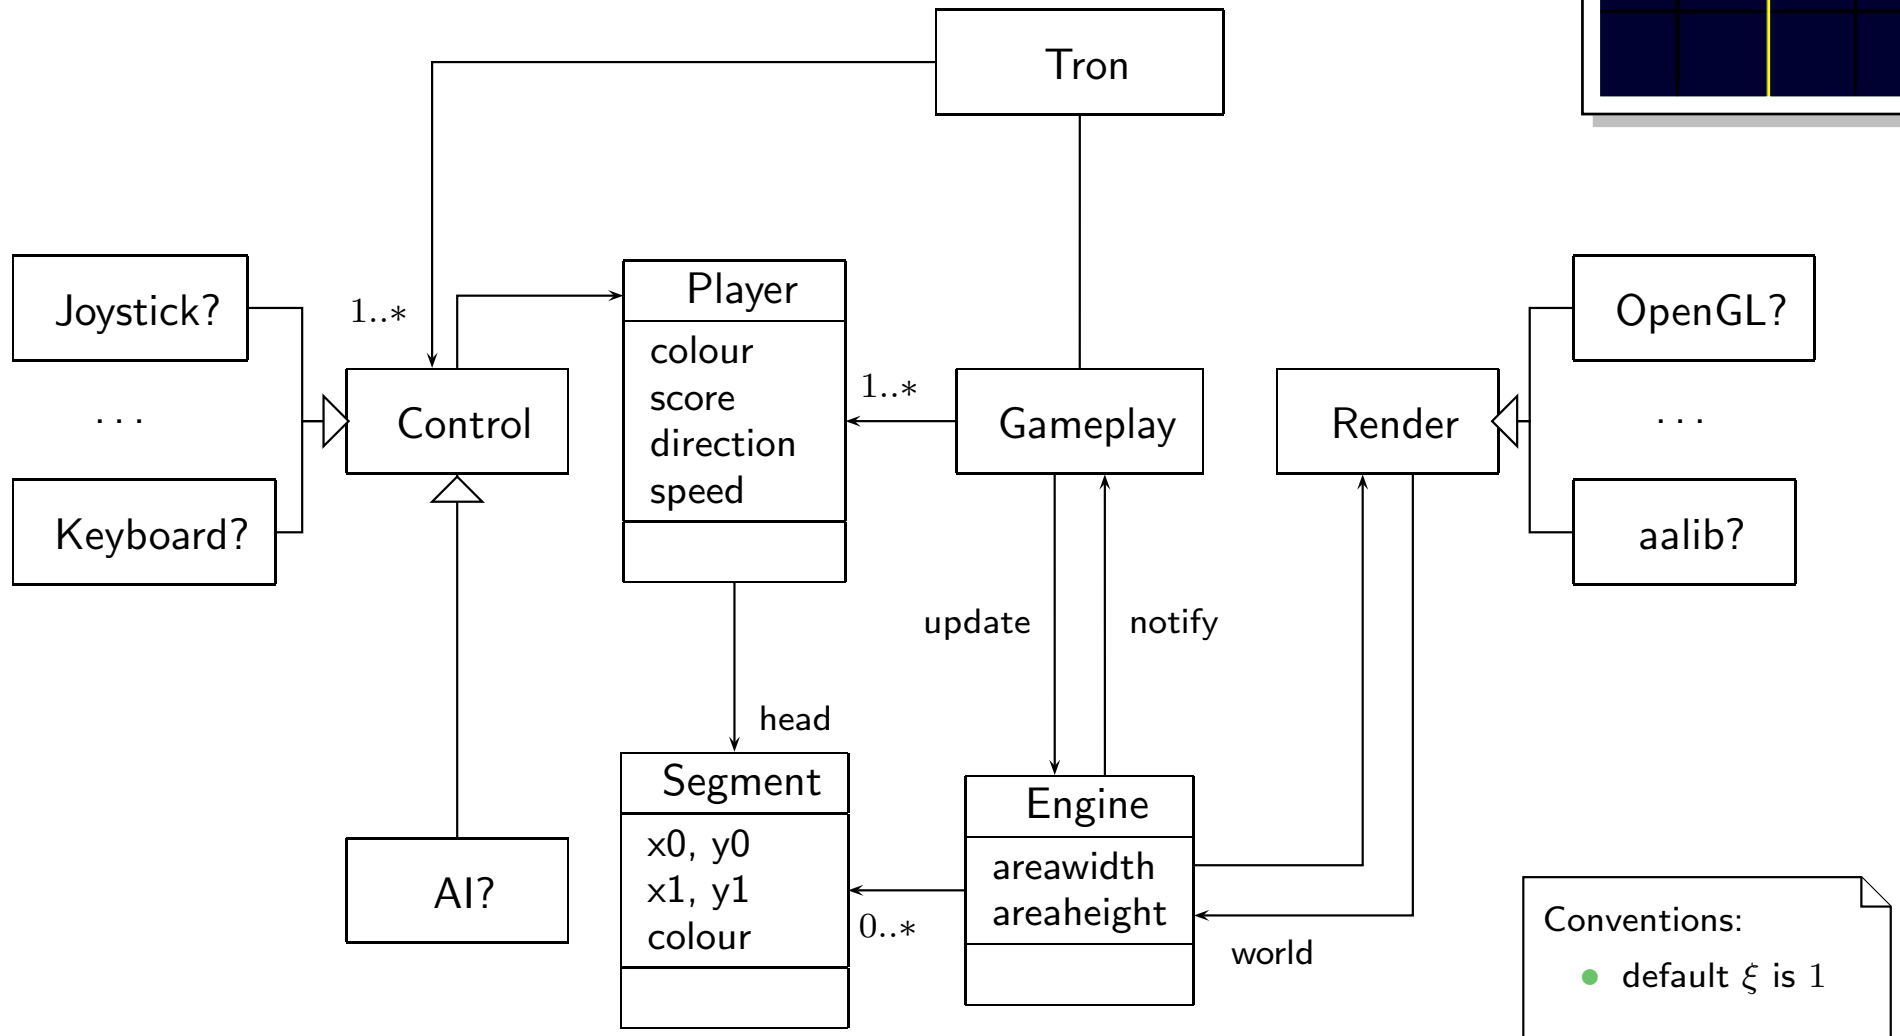 Tron
Player
Joystick?
1..∗
OpenGL?
colour
score
direction
speed
1..∗
. . .
Control
Gameplay
Render
. . .
Keyboard?
aalib?
update
notify
head
Segment
Engine
x0, y0
x1, y1
colour
areawidth
areaheight
AI?
0..∗
world
Conventions:
• default ξ is 1